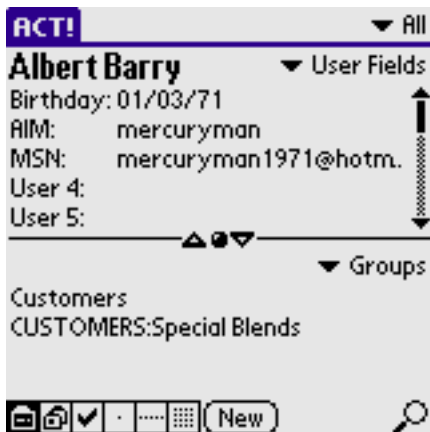 ACT! All
Albert Barry User Fields
Birthday: 01/03/71
AIM: mercuryman
MSN: mercuryman1971@hotm..
User 4:
User 5:
Groups
Customers
CUSTOMERS:Special Blends
New